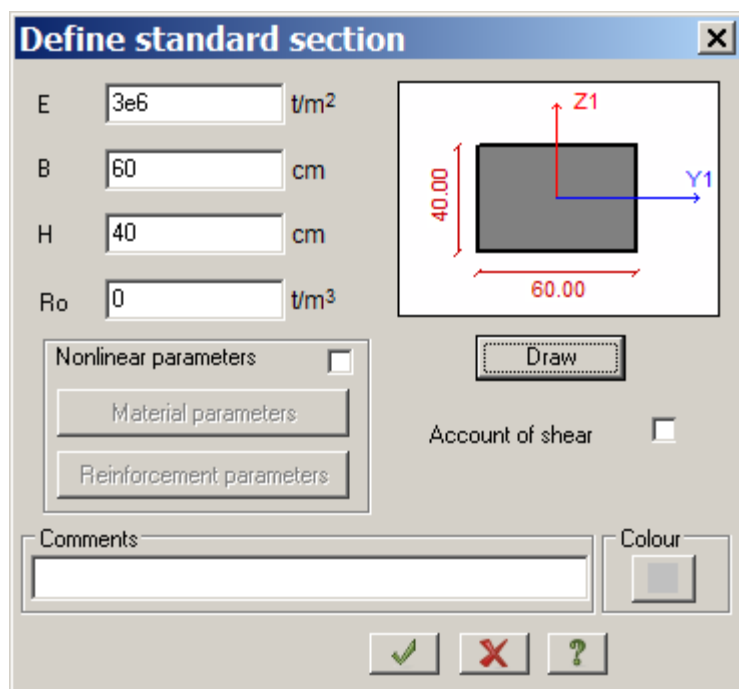 Define standard section
E 3e6 t/m²
B 60 cm
H 40 cm
Ro 0 t/m³
Z1
Y1
40.00
60.00
Nonlinear parameters
Material parameters
Reinforcement parameters
Draw
Account of shear
Comments
Colour
?